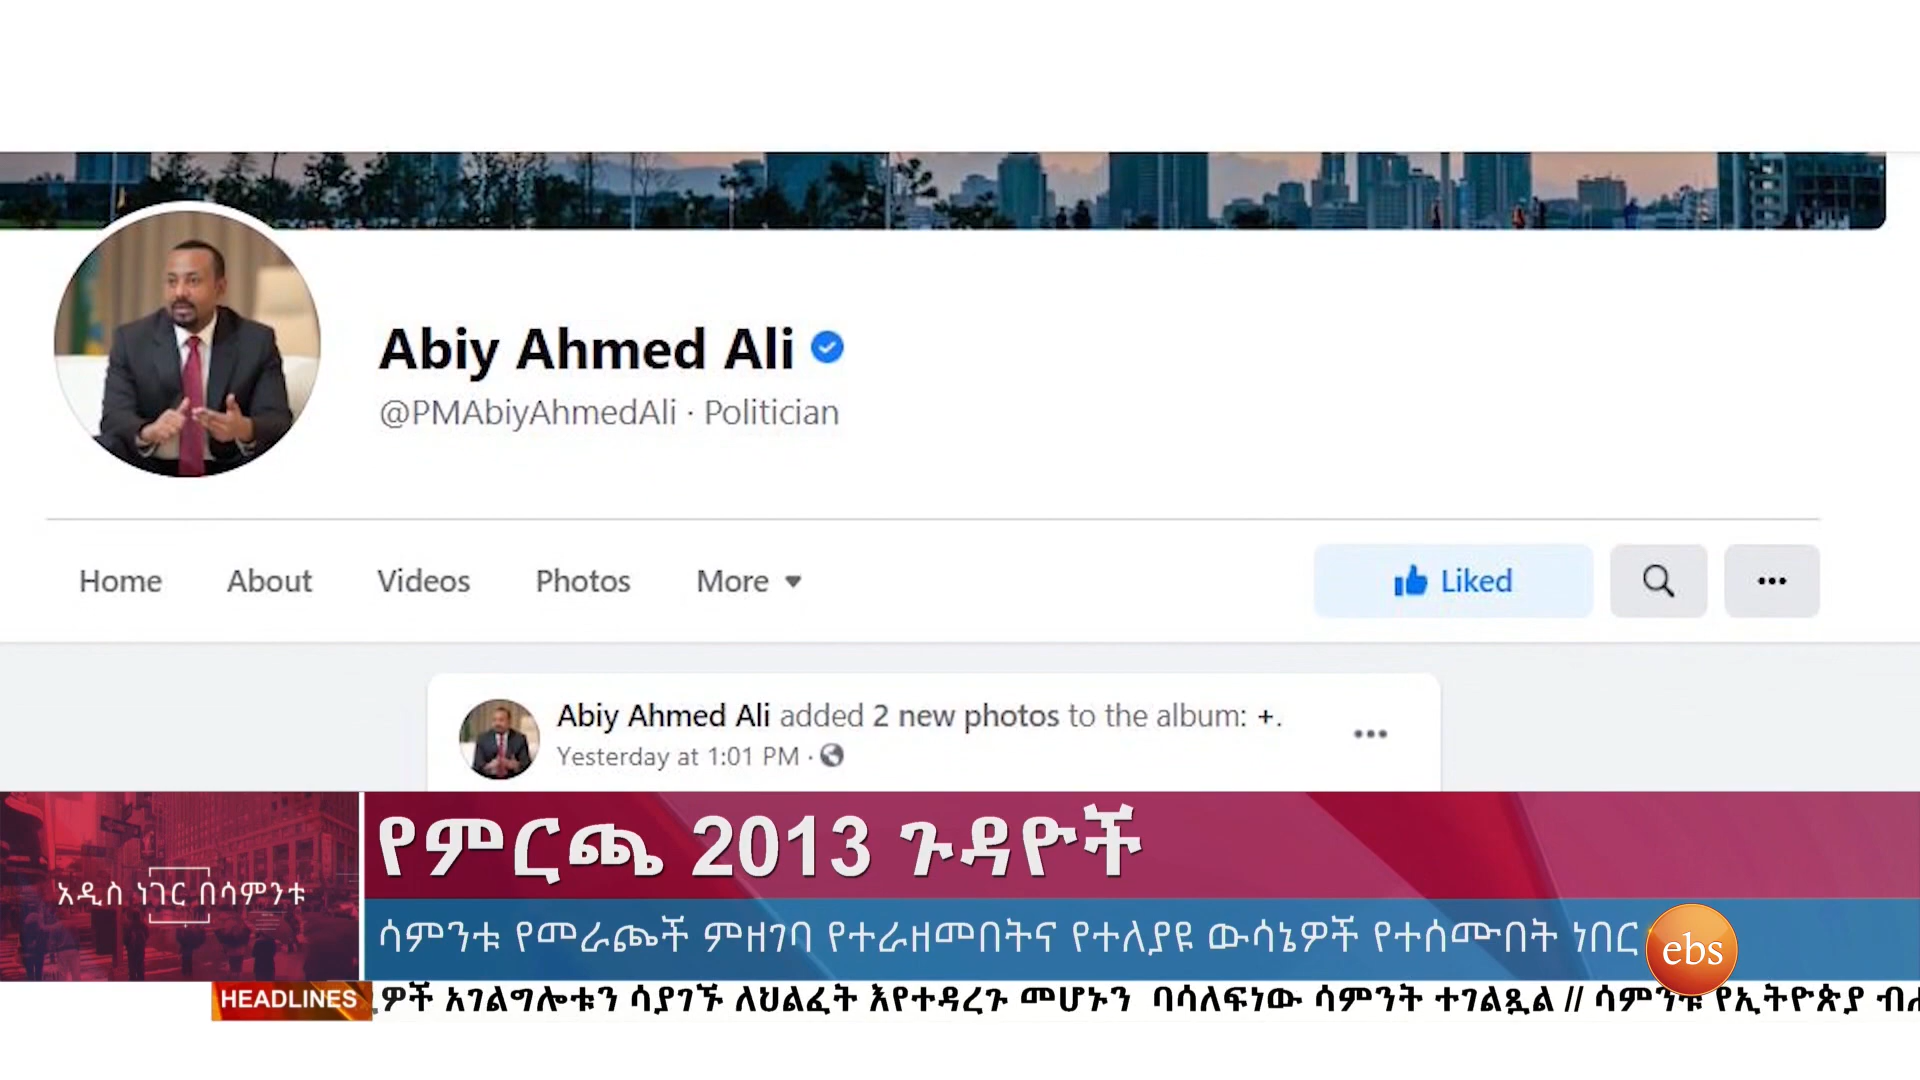 Abiy Ahmed Ali
@PMAbiyAhmedAli · Politician
Home About Videos Photos More
Liked
Abiy Ahmed Ali added 2 new photos to the album: +.
Yesterday at 1:01 PM ·
የምርጫ 2013 ጉዳዮች
አዲስ ነገር በሳምንቱ
ሳምንቱ የመራጮች ምዘገባ የተራዘመበትና የተለያዩ ውሳኔዎች የተሰሙበት ነበር
ebs
HEADLINES
ዎች አገልግሎቱን ሳያገኙ ለህልፈት እየተዳረጉ መሆኑን ባሳለፍነው ሳምንት ተገልጿል // ሳምንቱ የኢትዮጵያ